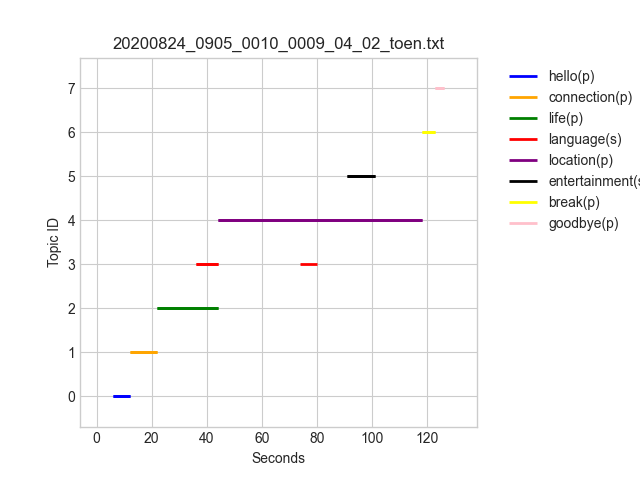 20200824_0905_0010_0009_04_02_toen.txt
Topic ID
7
6
5
4
3
2
1
0
0 20 40 60 80 100 120
Seconds
hello(p)
connection(p)
life(p)
language(s)
location(p)
entertainment(s
break(p)
goodbye(p)